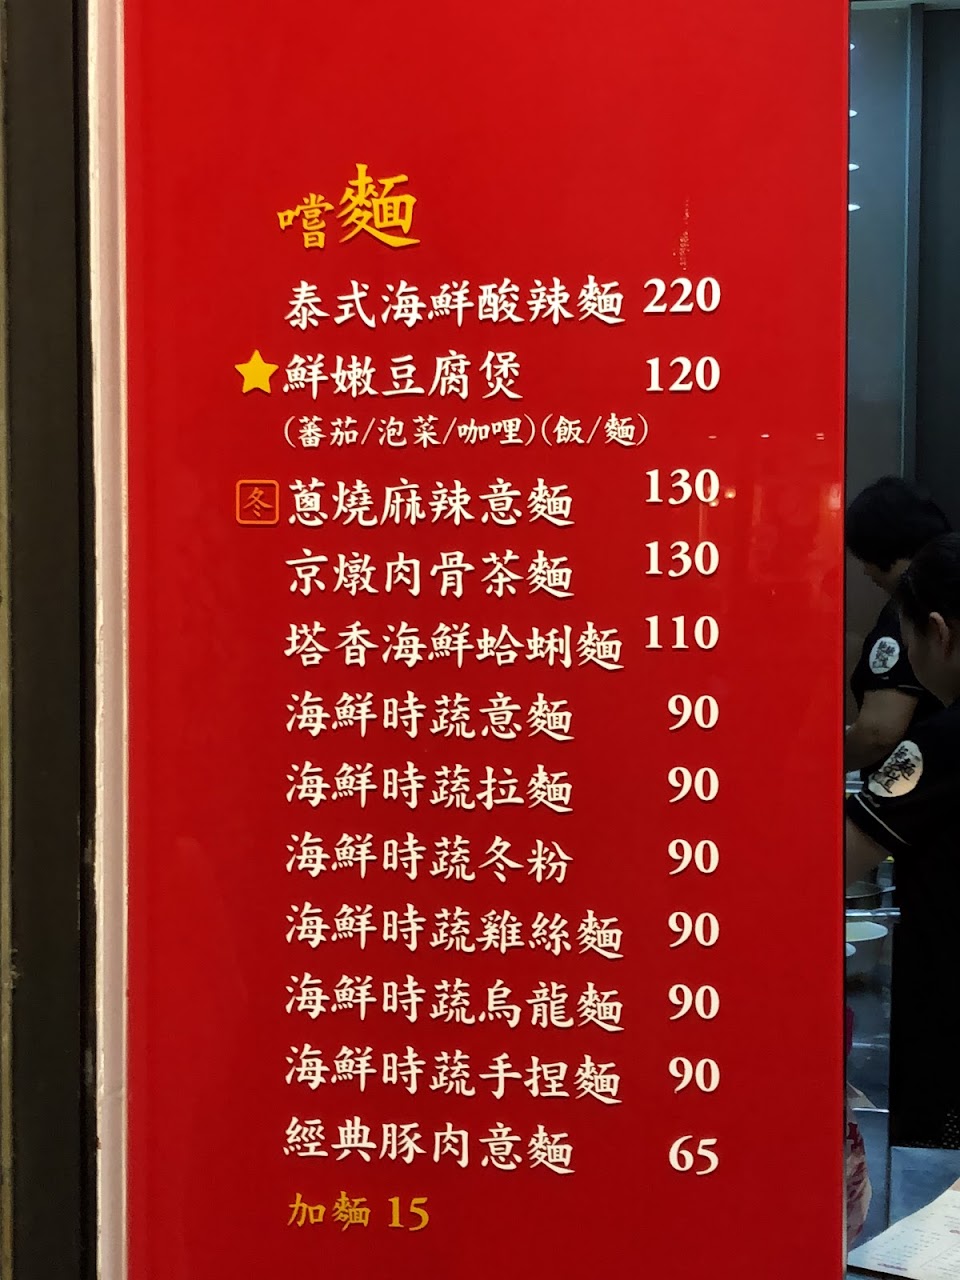 嚐麵
泰式海鮮酸辣麵 220
★鮮嫩豆腐煲 120
(蕃茄/泡菜/咖哩)(飯/麵)
冬 蔥燒麻辣意麵 130
京燉肉骨茶麵 130
塔香海鮮蛤蜊麵 110
海鮮時蔬意麵 90
海鮮時蔬拉麵 90
海鮮時蔬冬粉 90
海鮮時蔬雞絲麵 90
海鮮時蔬烏龍麵 90
海鮮時蔬手捏麵 90
經典豚肉意麵 65
加麵 15